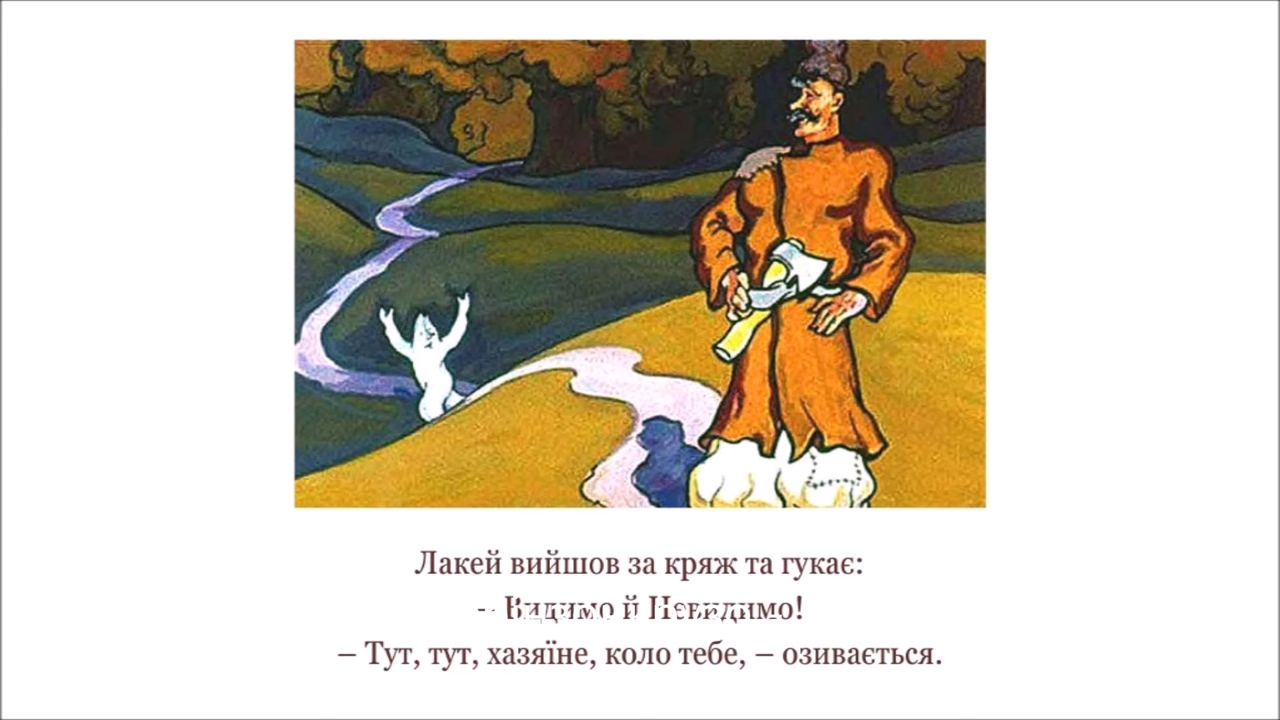 Лакей вийшов за кряж та гукає:
– Видимо й Невидимо!
– Тут, тут, хазяїне, коло тебе, – озивається.